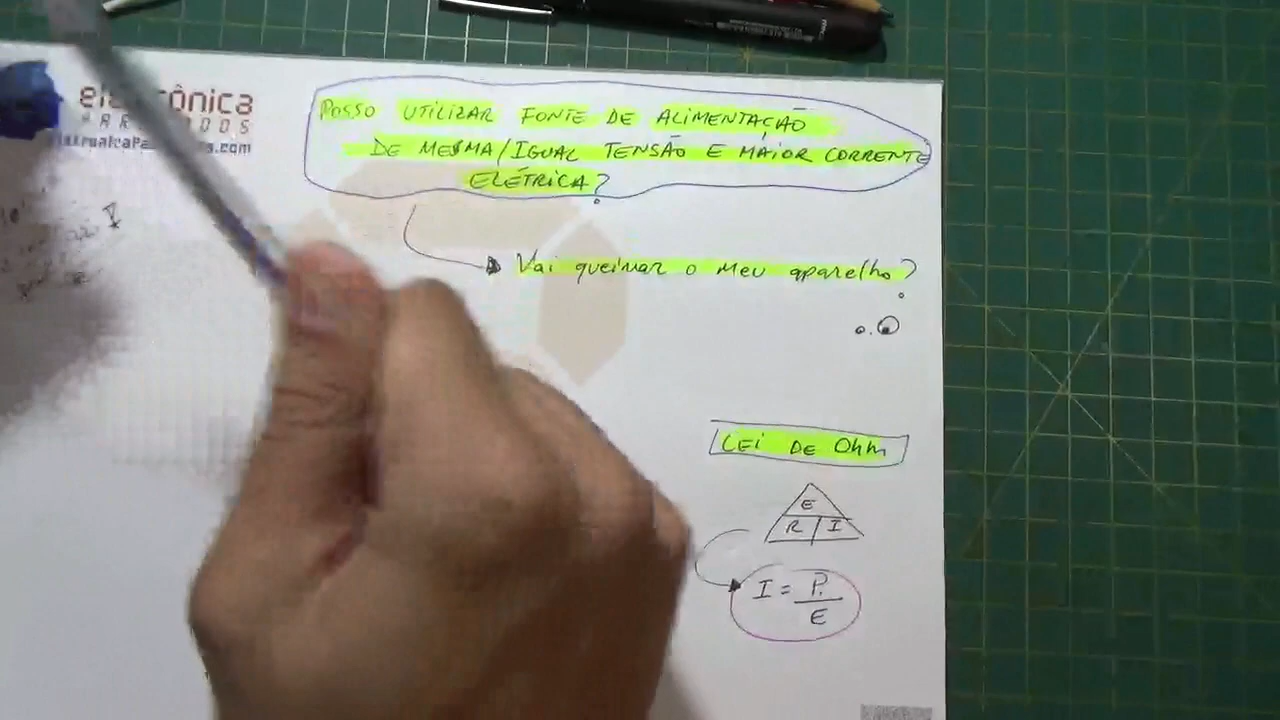 POSSO UTILIZAR FONTE DE ALIMENTAÇÃO
DE MESMA/IGUAL TENSÃO E MAIOR CORRENTE
ELÉTRICA?
Vai queimar o meu aparelho?
LEI DE OHM
E
R I
I = P
E